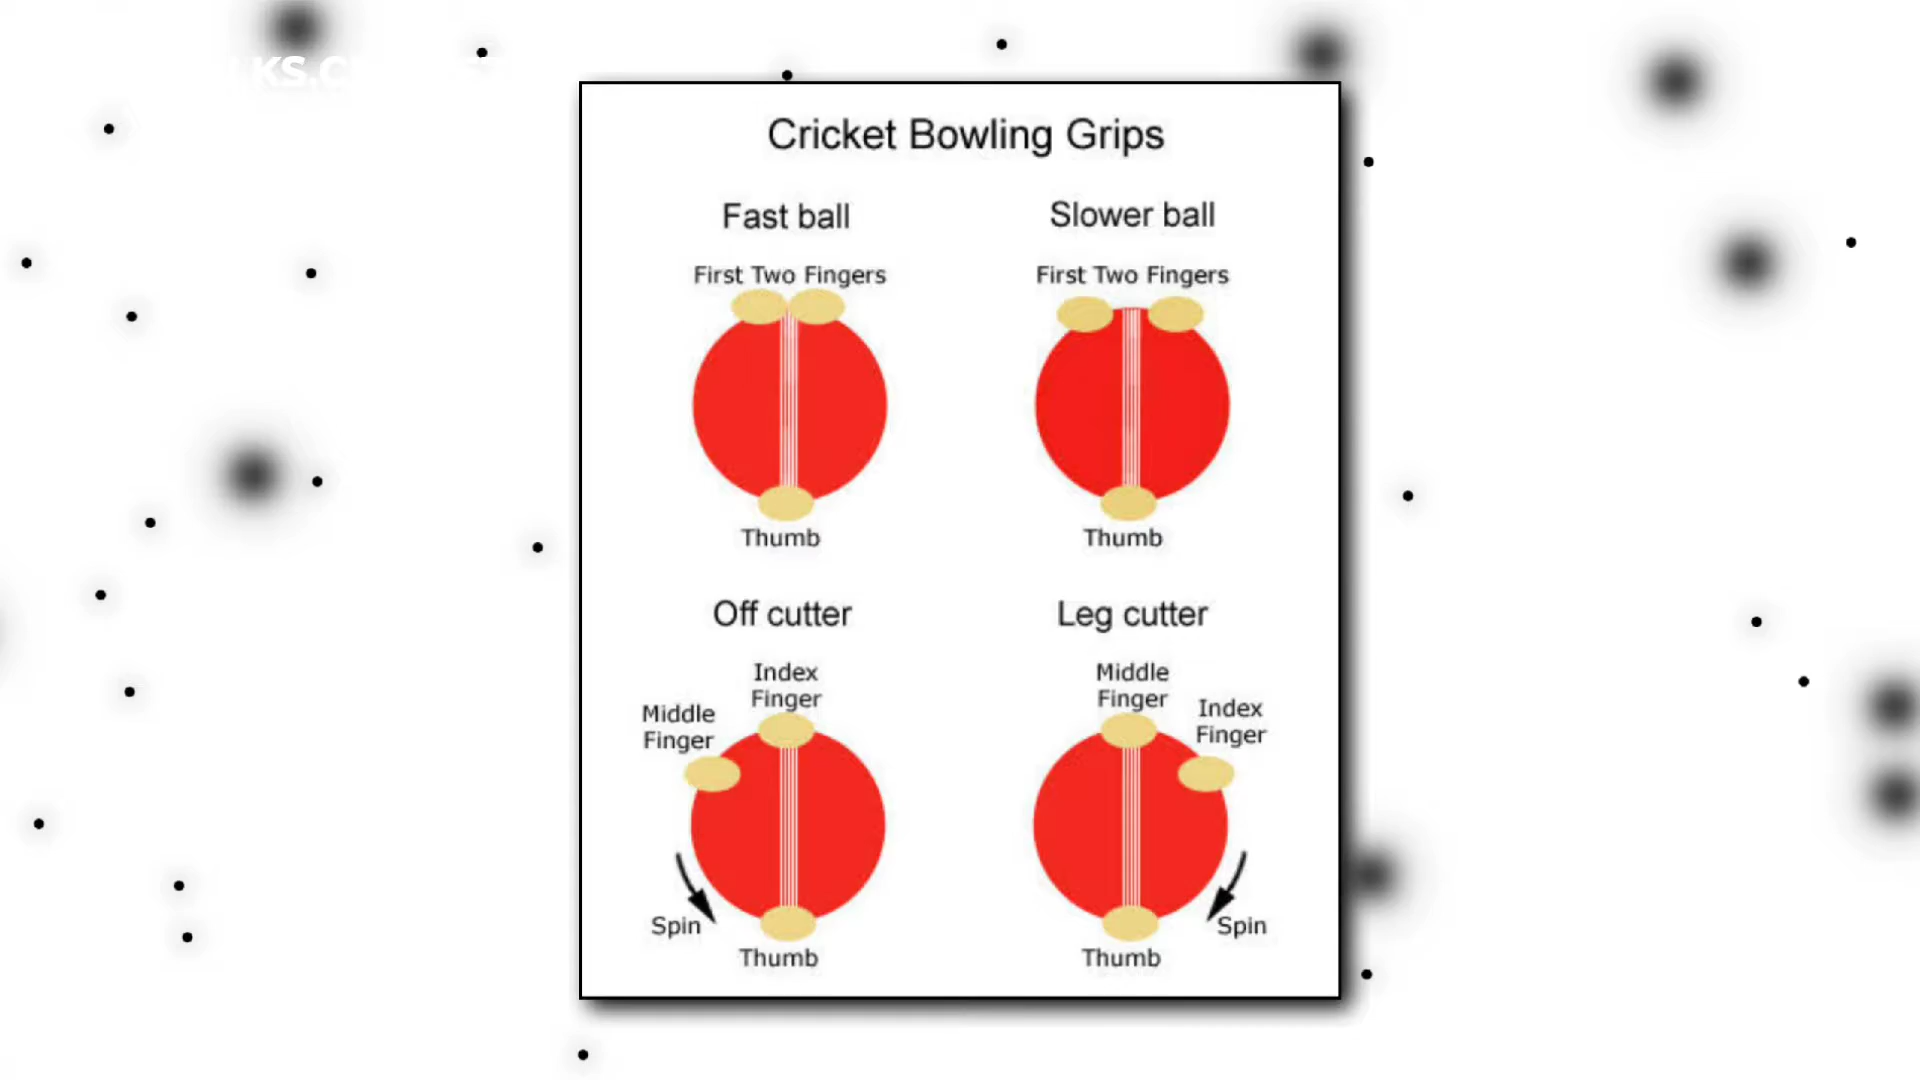 Cricket Bowling Grips
Fast ball
First Two Fingers
Thumb
Slower ball
First Two Fingers
Thumb
Off cutter
Index
Finger
Middle
Finger
Spin
Thumb
Leg cutter
Middle
Finger
Index
Finger
Spin
Thumb